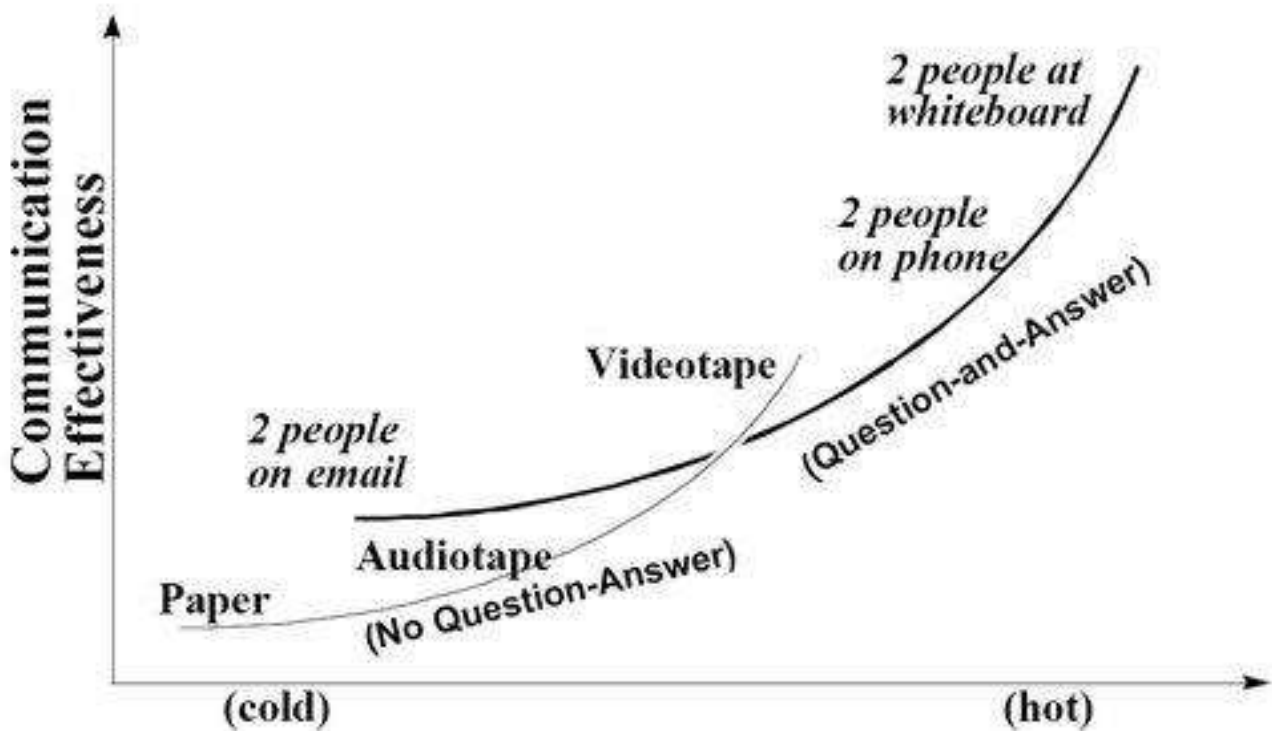 Communication
Effectiveness
2 people at
whiteboard
2 people
on phone
(Question-and-Answer)
Videotape
2 people
on email
Audiotape
(No Question-Answer)
Paper
(cold)
(hot)